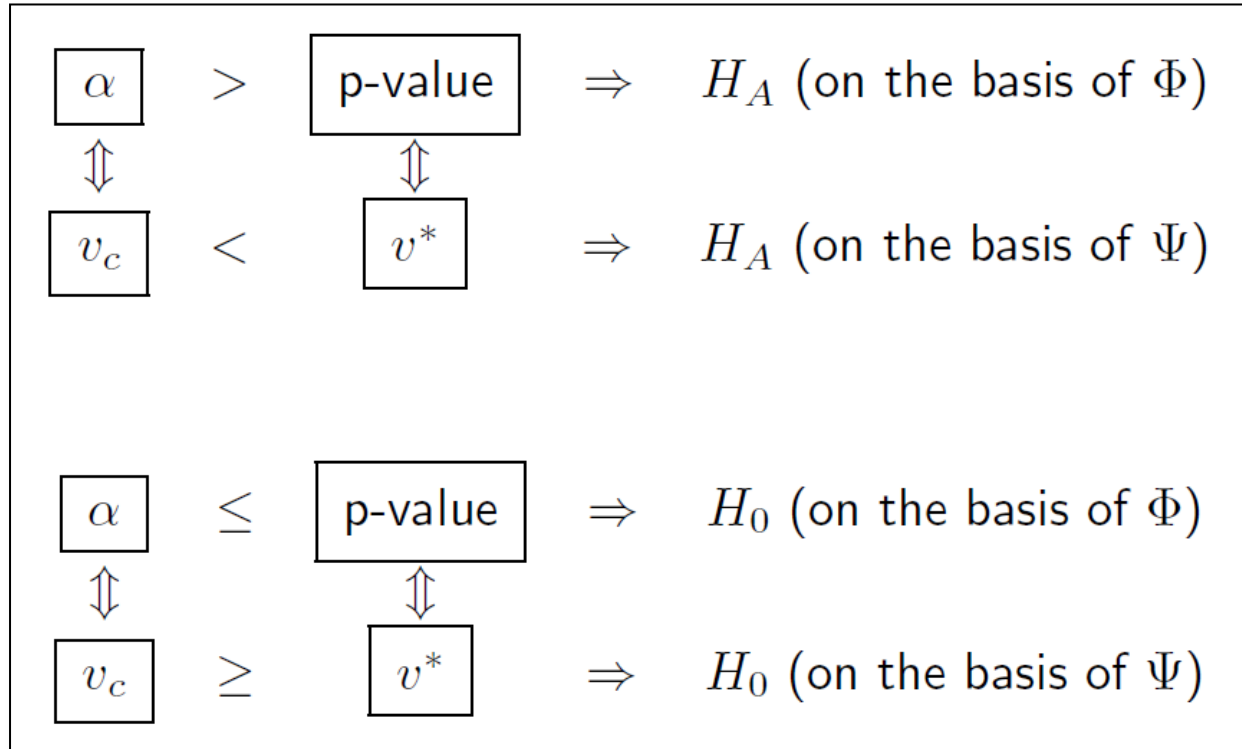 α > p-value ⇒ H_A (on the basis of Φ)
⇕ ⇕
v_c < v* ⇒ H_A (on the basis of Ψ)
α ≤ p-value ⇒ H_0 (on the basis of Φ)
⇕ ⇕
v_c ≥ v* ⇒ H_0 (on the basis of Ψ)